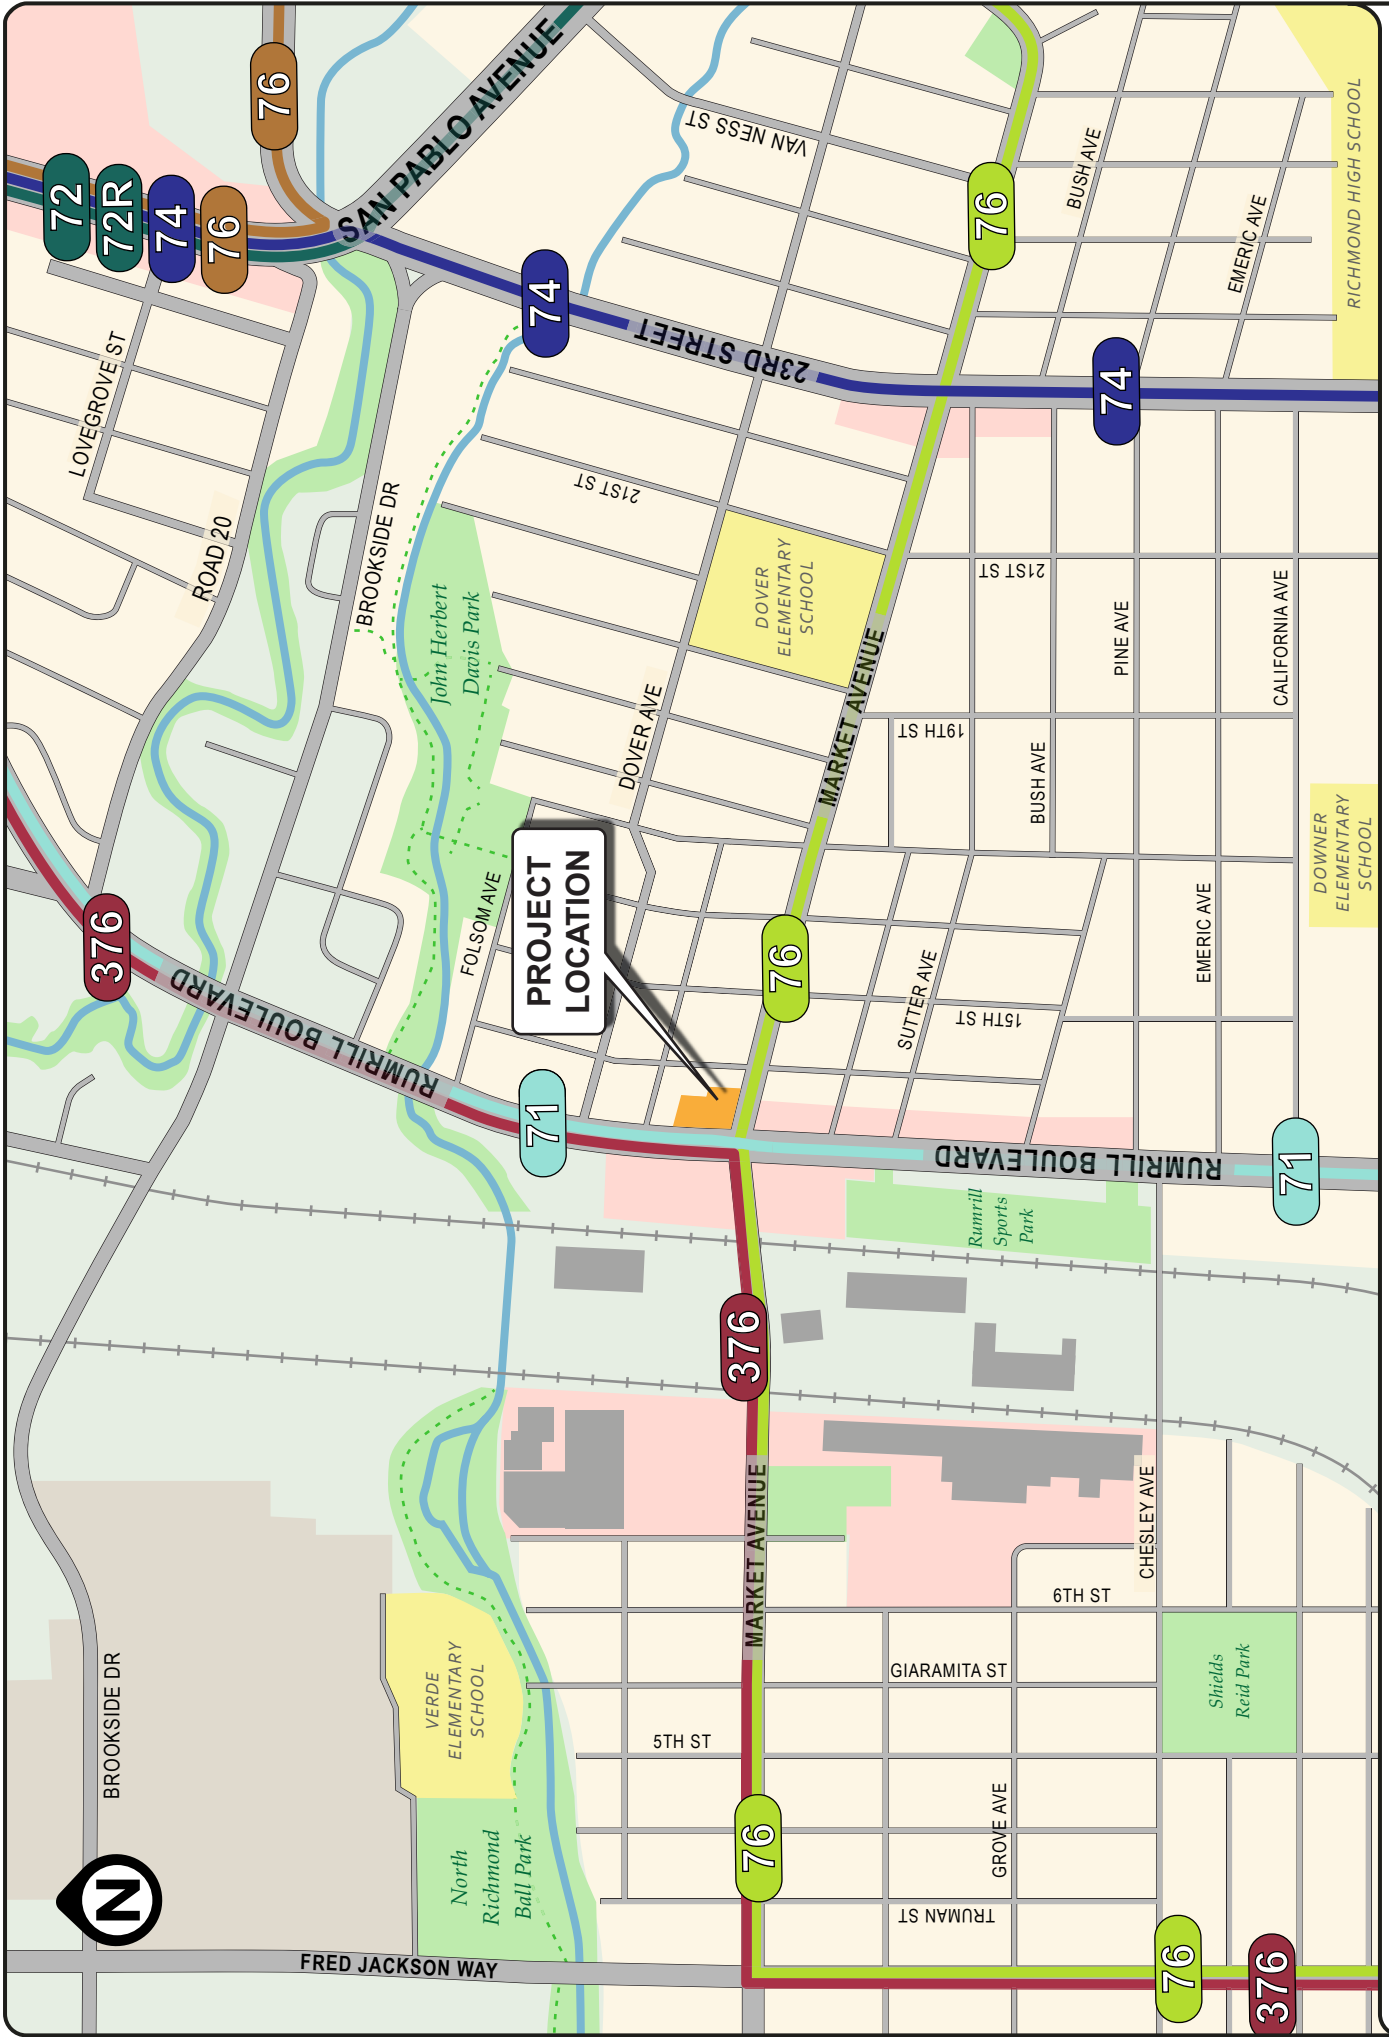 72
72R
74
76
76
SAN PABLO AVENUE
VAN NESS ST
76
BUSH AVE
EMERIC AVE
RICHMOND HIGH SCHOOL
LOVEGROVE ST
74
23RD STREET
74
ROAD 20
BROOKSIDE DR
21ST ST
John Herbert
Davis Park
DOVER
ELEMENTARY
SCHOOL
21ST ST
PINE AVE
CALIFORNIA AVE
DOVER AVE
MARKET AVENUE
19TH ST
BUSH AVE
DOWNER
ELEMENTARY
SCHOOL
376
RUMRILL BOULEVARD
FOLSOM AVE
PROJECT
LOCATION
76
SUTTER AVE
15TH ST
EMERIC AVE
71
RUMRILL BOULEVARD
71
Rumrill
Sports
Park
376
MARKET AVENUE
CHESLEY AVE
6TH ST
GIARAMITA ST
Shields
Reid Park
BROOKSIDE DR
VERDE
ELEMENTARY
SCHOOL
5TH ST
76
GROVE AVE
North
Richmond
Ball Park
TRUMAN ST
N
FRED JACKSON WAY
76
376